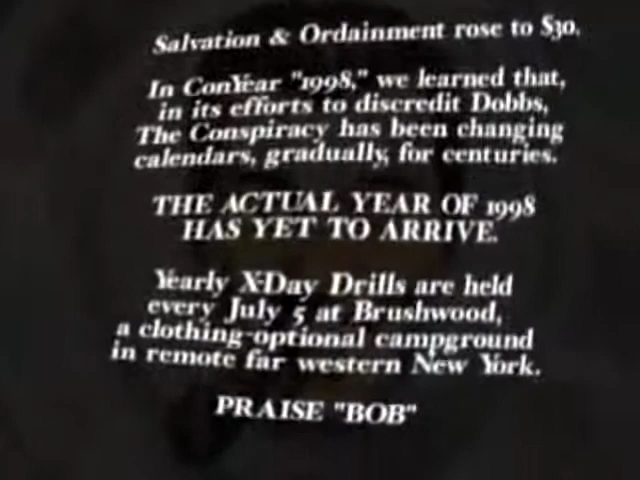 Salvation & Ordainment rose to $30.
In ConYear "1998," we learned that,
in its efforts to discredit Dobbs,
The Conspiracy has been changing
calendars, gradually, for centuries.
THE ACTUAL YEAR OF 1998
HAS YET TO ARRIVE.
Yearly X-Day Drills are held
every July 5 at Brushwood,
a clothing-optional campground
in remote far western New York.
PRAISE "BOB"